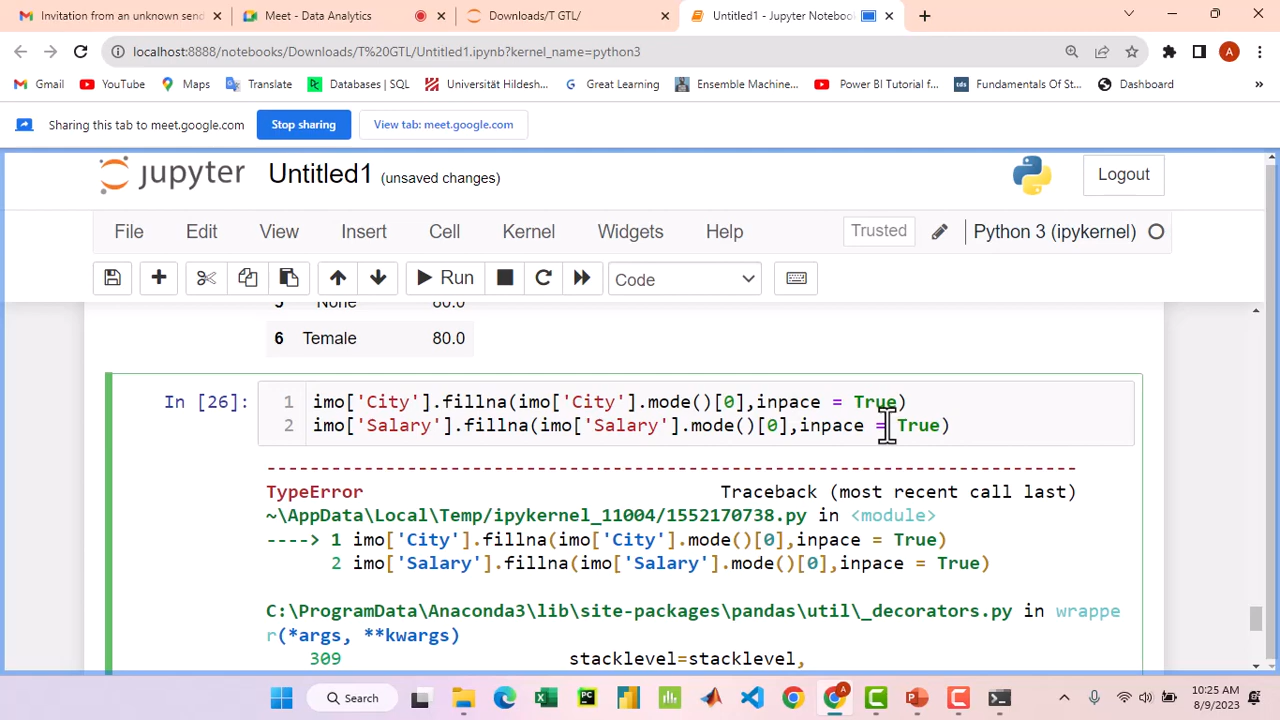 Invitation from an unknown send
Meet - Data Analytics
Downloads/T GTL/
Untitled1 - Jupyter Notebook
localhost:8888/notebooks/Downloads/T%20GTL/Untitled1.ipynb?kernel_name=python3
A
Gmail
YouTube
Maps
Translate
Databases | SQL
Universität Hildesh...
Great Learning
Ensemble Machine...
Power BI Tutorial f...
Fundamentals Of St...
Dashboard
»
Sharing this tab to meet.google.com
Stop sharing
View tab: meet.google.com
jupyter Untitled1 (unsaved changes)
Logout
File Edit View Insert Cell Kernel Widgets Help
Trusted
Python 3 (ipykernel)
Run
Code
5 None 80.0
6 Temale 80.0
In [26]:
1 imo['City'].fillna(imo['City'].mode()[0],inpace = True)
2 imo['Salary'].fillna(imo['Salary'].mode()[0],inpace = True)
---------------------------------------------------------------------------
TypeError Traceback (most recent call last)
~\AppData\Local\Temp/ipykernel_11004/1552170738.py in <module>
----> 1 imo['City'].fillna(imo['City'].mode()[0],inpace = True)
2 imo['Salary'].fillna(imo['Salary'].mode()[0],inpace = True)
C:\ProgramData\Anaconda3\lib\site-packages\pandas\util\_decorators.py in wrappe
r(*args, **kwargs)
309 stacklevel=stacklevel,
Search
10:25 AM
8/9/2023